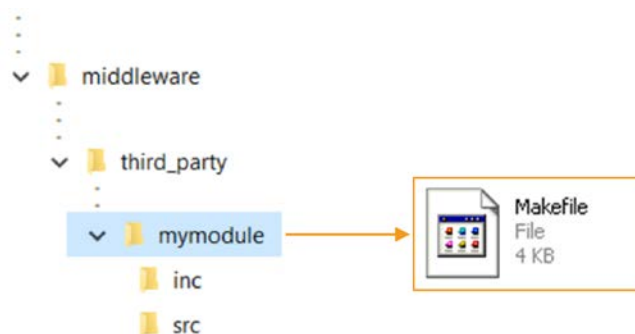 middleware
third_party
mymodule
inc
src
Makefile
File
4 KB